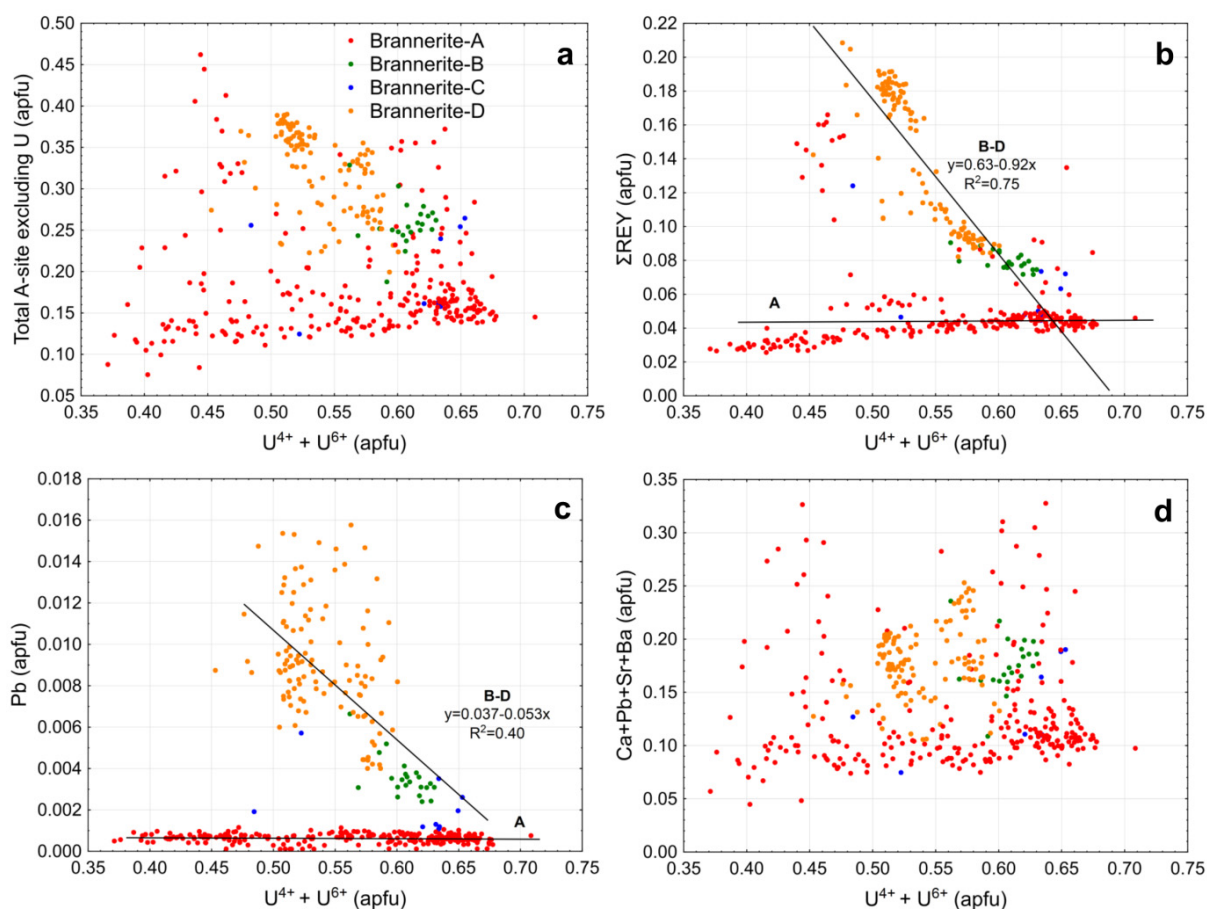 a
Brannerite-A
Brannerite-B
Brannerite-C
Brannerite-D
Total A-site excluding U (apfu)
0.50
0.45
0.40
0.35
0.30
0.25
0.20
0.15
0.10
0.05
0.35 0.40 0.45 0.50 0.55 0.60 0.65 0.70 0.75
U⁴⁺ + U⁶⁺ (apfu)
b
B-D
y=0.63-0.92x
R²=0.75
A
ΣREY (apfu)
0.22
0.20
0.18
0.16
0.14
0.12
0.10
0.08
0.06
0.04
0.02
0.00
0.35 0.40 0.45 0.50 0.55 0.60 0.65 0.70 0.75
U⁴⁺ + U⁶⁺ (apfu)
c
B-D
y=0.037-0.053x
R²=0.40
A
Pb (apfu)
0.018
0.016
0.014
0.012
0.010
0.008
0.006
0.004
0.002
0.000
0.35 0.40 0.45 0.50 0.55 0.60 0.65 0.70 0.75
U⁴⁺ + U⁶⁺ (apfu)
d
Ca+Pb+Sr+Ba (apfu)
0.35
0.30
0.25
0.20
0.15
0.10
0.05
0.00
0.35 0.40 0.45 0.50 0.55 0.60 0.65 0.70 0.75
U⁴⁺ + U⁶⁺ (apfu)